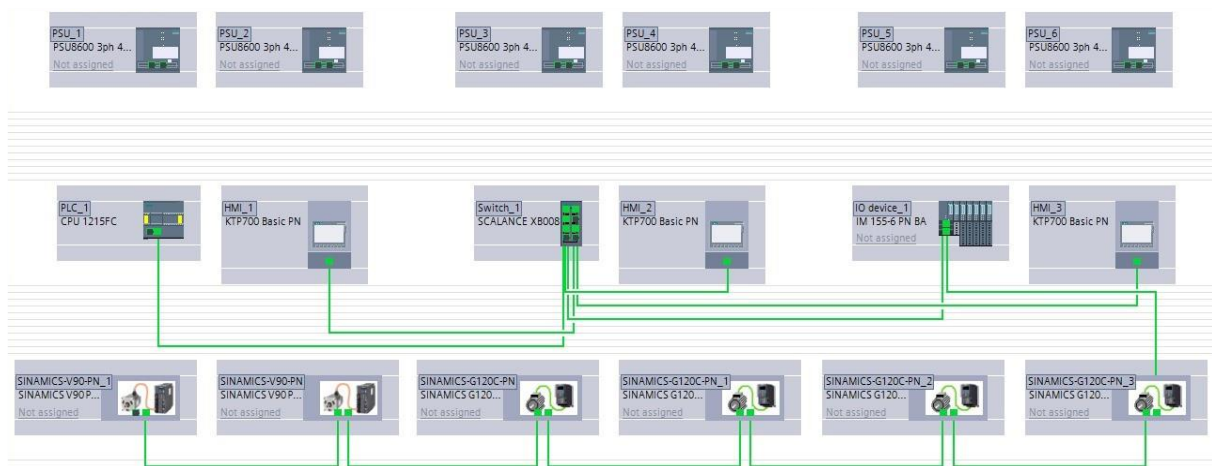 PSU_1
PSU8600 3ph 4...
Not assigned
PSU_2
PSU8600 3ph 4...
Not assigned
PSU_3
PSU8600 3ph 4...
Not assigned
PSU_4
PSU8600 3ph 4...
Not assigned
PSU_5
PSU8600 3ph 4...
Not assigned
PSU_6
PSU8600 3ph 4...
Not assigned
PLC_1
CPU 1215FC
HMI_1
KTP700 Basic PN
Switch_1
SCALANCE XB008
HMI_2
KTP700 Basic PN
IO device_1
IM 155-6 PN BA
Not assigned
HMI_3
KTP700 Basic PN
SINAMICS-V90-PN_1
SINAMICS V90 P...
Not assigned
SINAMICS-V90-PN
SINAMICS V90 P...
Not assigned
SINAMICS-G120C-PN
SINAMICS G120...
Not assigned
SINAMICS-G120C-PN_1
SINAMICS G120...
Not assigned
SINAMICS-G120C-PN_2
SINAMICS G120...
Not assigned
SINAMICS-G120C-PN_3
SINAMICS G120...
Not assigned